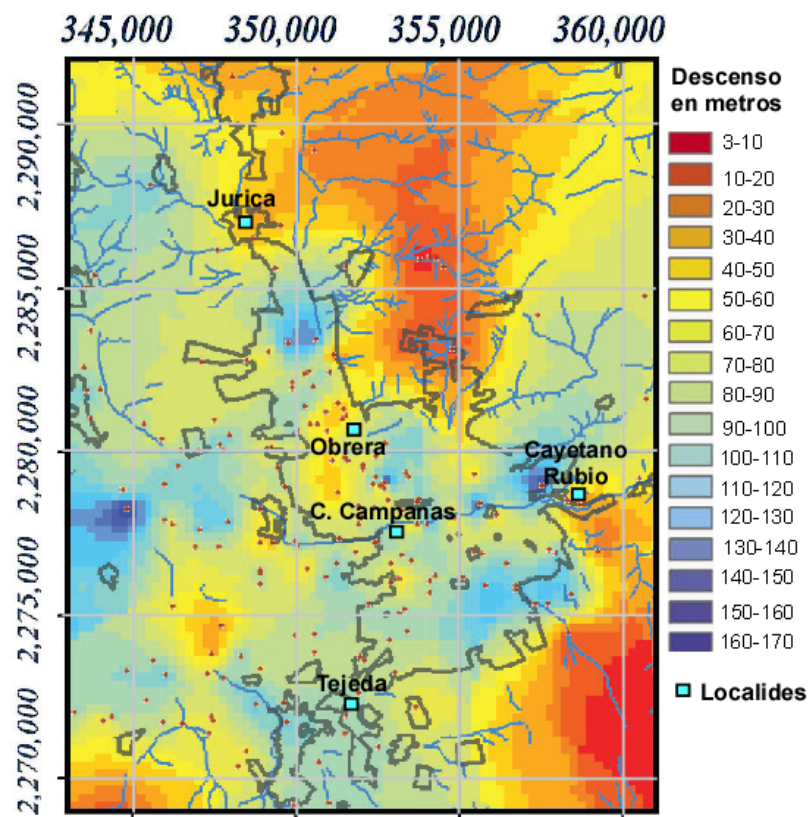 345,000 350,000 355,000 360,000
2,290,000
2,285,000
2,280,000
2,275,000
2,270,000
Jurica
Obrera
Cayetano
Rubio
C. Campanas
Tejeda
Descenso
en metros
3-10
10-20
20-30
30-40
40-50
50-60
60-70
70-80
80-90
90-100
100-110
110-120
120-130
130-140
140-150
150-160
160-170
Localides